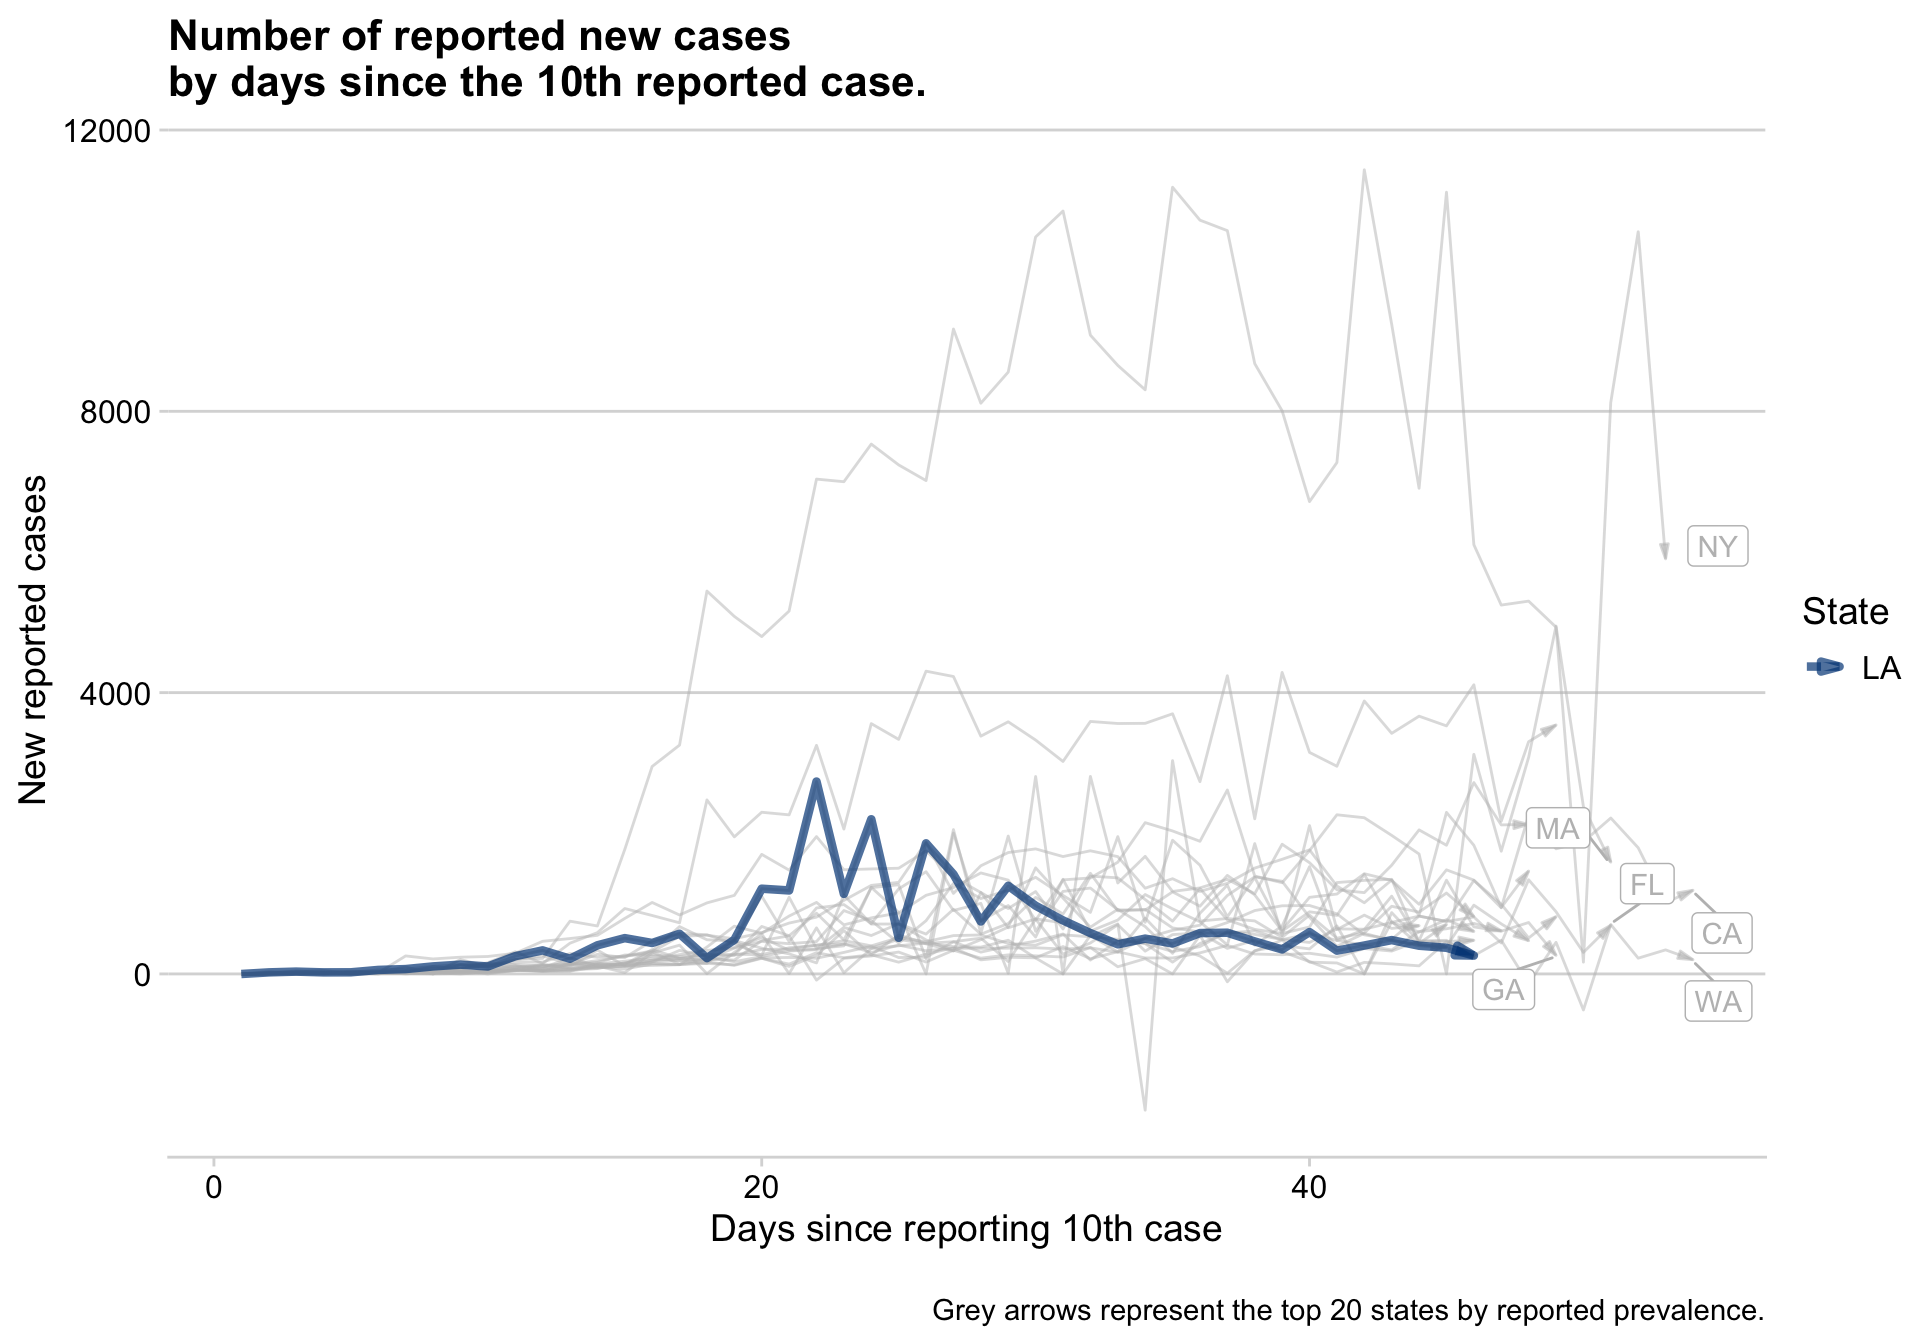 Number of reported new cases
by days since the 10th reported case.
12000
8000
4000
0
New reported cases
NY
MA
FL
CA
GA
WA
State
LA
0
20
40
Days since reporting 10th case
Grey arrows represent the top 20 states by reported prevalence.